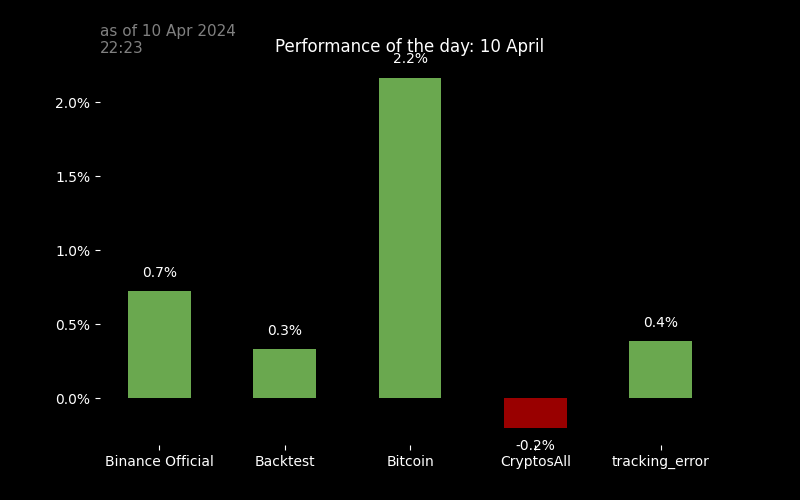 as of 10 Apr 2024
22:23
Performance of the day: 10 April
2.2%
2.0%
1.5%
1.0%
0.7%
0.5%
0.3%
0.4%
0.0%
-0.2%
Binance Official
Backtest
Bitcoin
CryptosAll
tracking_error